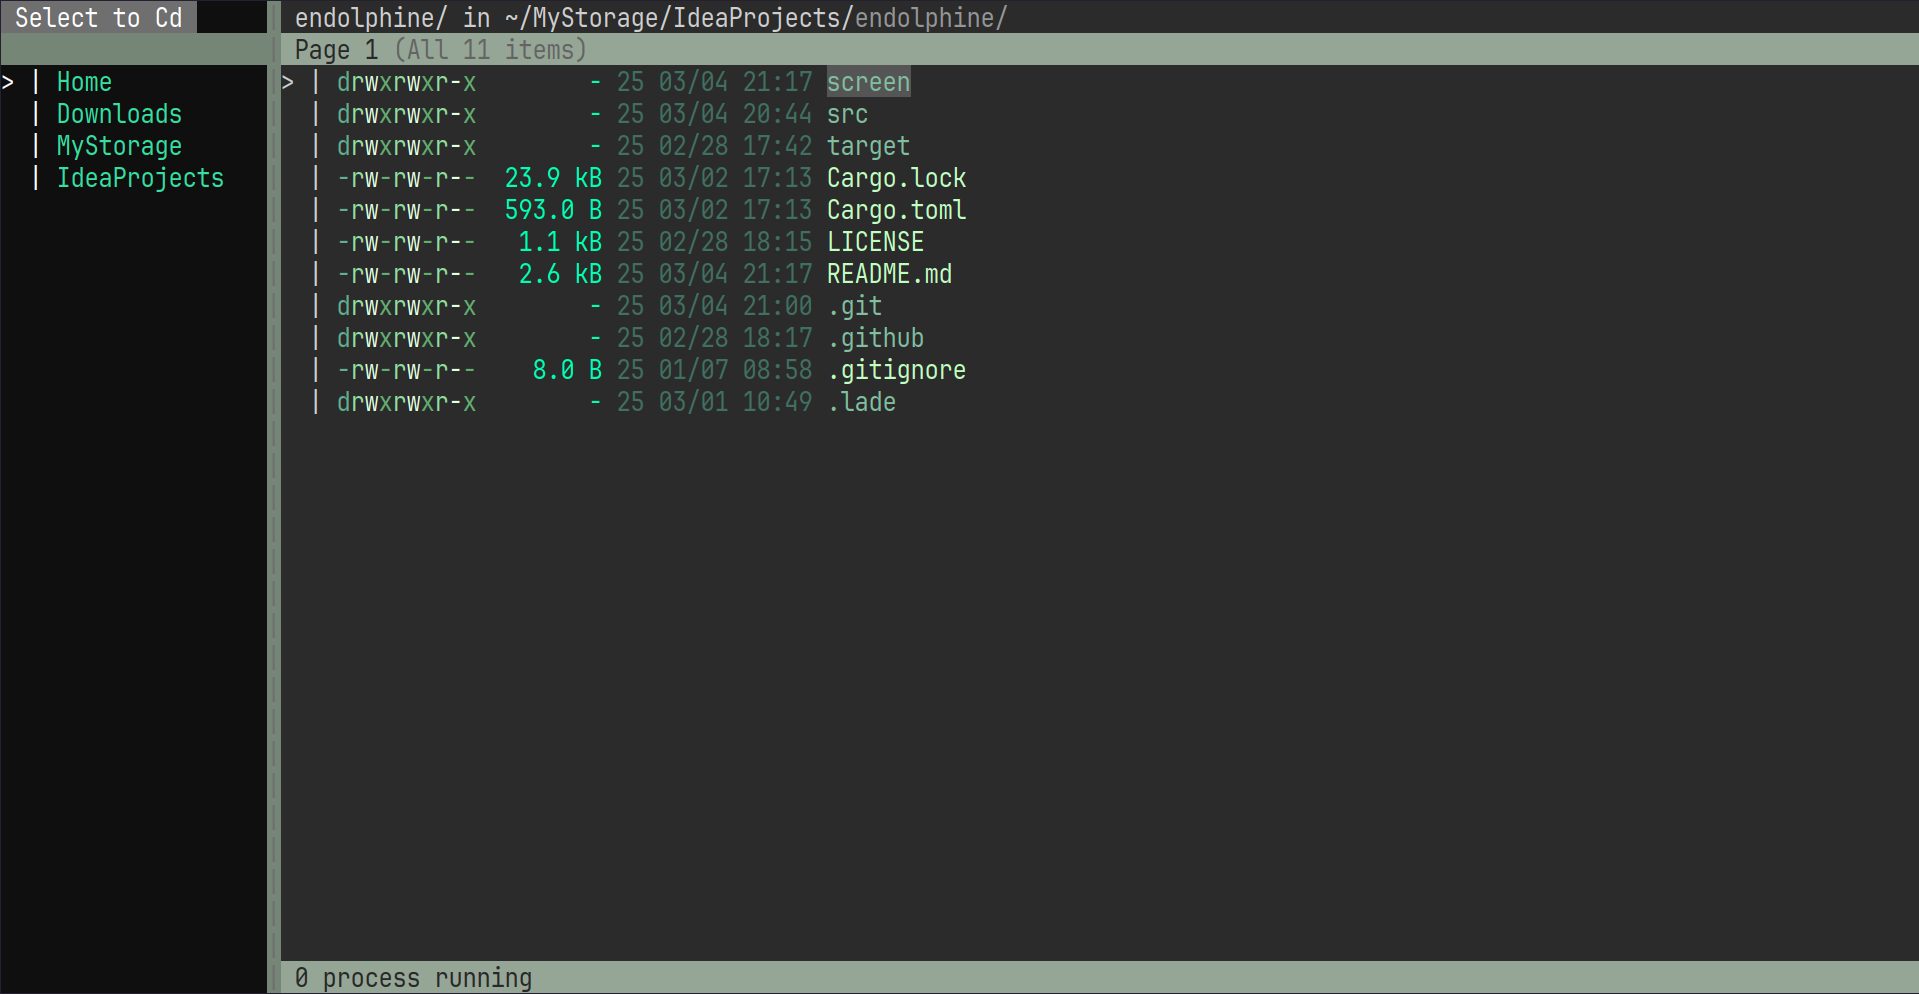 Select to Cd
> | Home
| Downloads
| MyStorage
| IdeaProjects
endolphine/ in ~/MyStorage/IdeaProjects/endolphine/
Page 1 (All 11 items)
> | drwxrwxr-x - 25 03/04 21:17 screen
| drwxrwxr-x - 25 03/04 20:44 src
| drwxrwxr-x - 25 02/28 17:42 target
| -rw-rw-r-- 23.9 kB 25 03/02 17:13 Cargo.lock
| -rw-rw-r-- 593.0 B 25 03/02 17:13 Cargo.toml
| -rw-rw-r-- 1.1 kB 25 02/28 18:15 LICENSE
| -rw-rw-r-- 2.6 kB 25 03/04 21:17 README.md
| drwxrwxr-x - 25 03/04 21:00 .git
| drwxrwxr-x - 25 02/28 18:17 .github
| -rw-rw-r-- 8.0 B 25 01/07 08:58 .gitignore
| drwxrwxr-x - 25 03/01 10:49 .lade
0 process running